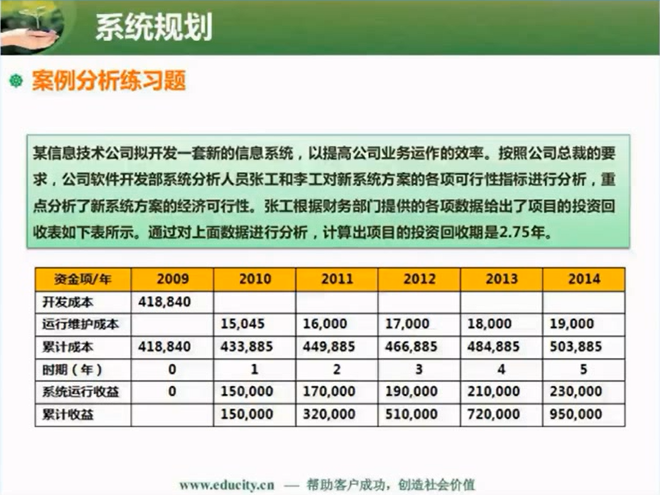 系统规划
案例分析练习题
某信息技术公司拟开发一套新的信息系统，以提高公司业务运作的效率。按照公司总裁的要
求，公司软件开发部系统分析人员张工和李工对新系统方案的各项可行性指标进行分析，重
点分析了新系统方案的经济可行性。张工根据财务部门提供的各项数据给出了项目的投资回
收表如下表所示。通过对上面数据进行分析，计算出项目的投资回收期是2.75年。
资金项/年 2009 2010 2011 2012 2013 2014
开发成本 418,840
运行维护成本 15,045 16,000 17,000 18,000 19,000
累计成本 418,840 433,885 449,885 466,885 484,885 503,885
时期（年） 0 1 2 3 4 5
系统运行收益 0 150,000 170,000 190,000 210,000 230,000
累计收益 150,000 320,000 510,000 720,000 950,000
www.educity.cn — 帮助客户成功，创造社会价值